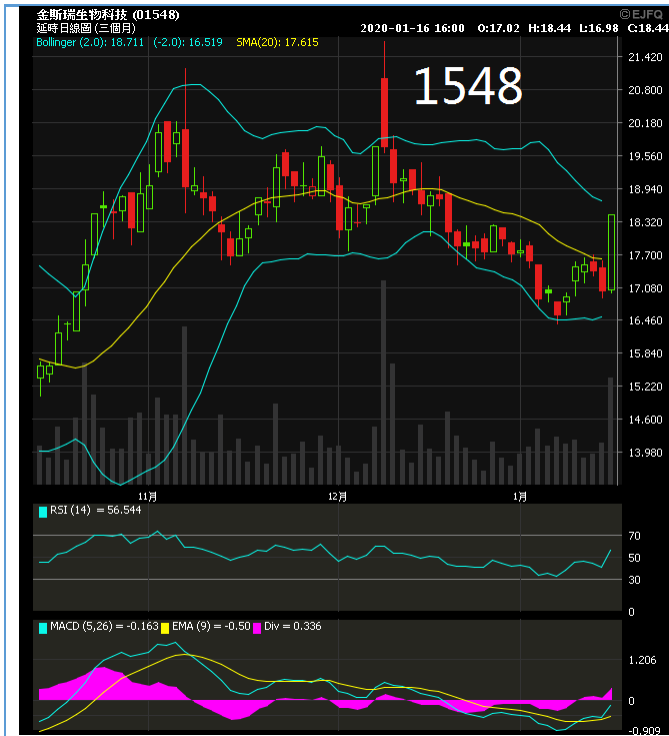 金斯瑞生物科技 (01548)
©EJFQ
延時日線圖 (三個月)
2020-01-16 16:00 O:17.02 H:18.44 L:16.98 C:18.44
Bollinger (2.0): 18.711 (-2.0): 16.519 SMA(20): 17.615
1548
21.420
20.800
20.180
19.560
18.940
18.320
17.700
17.080
16.460
15.840
15.220
14.600
13.980
11月 12月 1月
RSI (14) = 56.544
70
50
30
0
MACD (5,26) = -0.163 EMA (9) = -0.50 Div = 0.336
1.206
0
-0.909